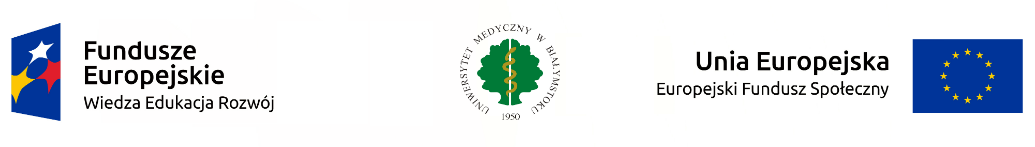 Fundusze
Europejskie
Wiedza Edukacja Rozwój
UNIWERSYTET MEDYCZNY W BIAŁYMSTOKU
1950
Unia Europejska
Europejski Fundusz Społeczny